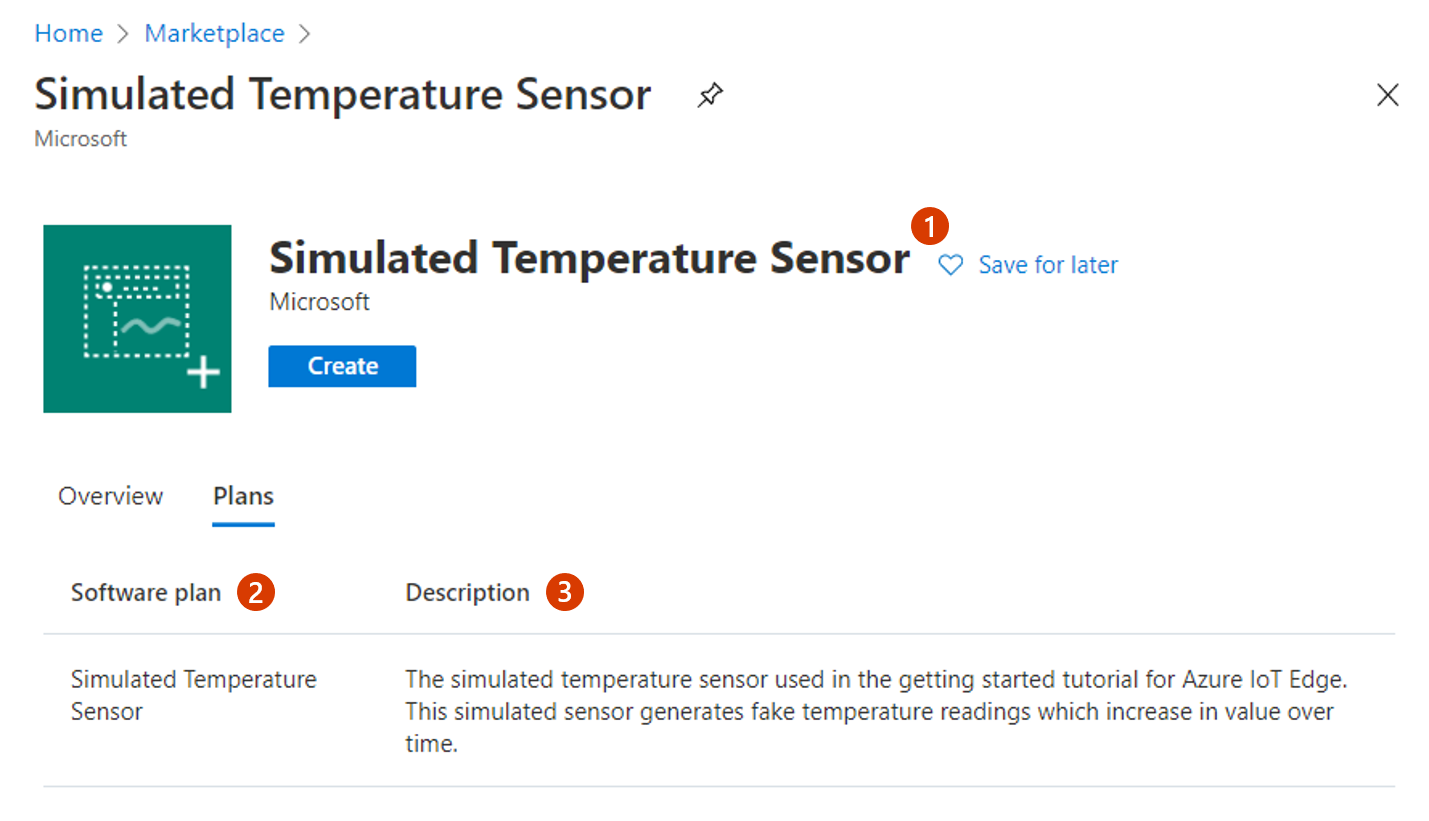 Home > Marketplace >
Simulated Temperature Sensor
Microsoft
1
Simulated Temperature Sensor
Save for later
Microsoft
Create
Overview Plans
Software plan 2 Description 3
Simulated Temperature
Sensor
The simulated temperature sensor used in the getting started tutorial for Azure IoT Edge.
This simulated sensor generates fake temperature readings which increase in value over
time.